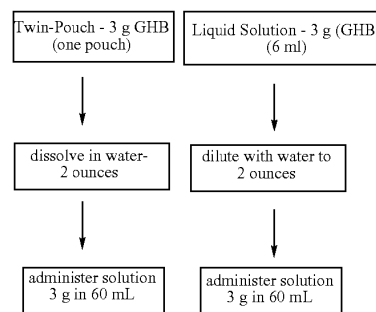 Twin-Pouch - 3 g GHB
(one pouch)
dissolve in water-
2 ounces
administer solution
3 g in 60 mL
Liquid Solution - 3 g (GHB
(6 ml)
dilute with water to
2 ounces
administer solution
3 g in 60 mL